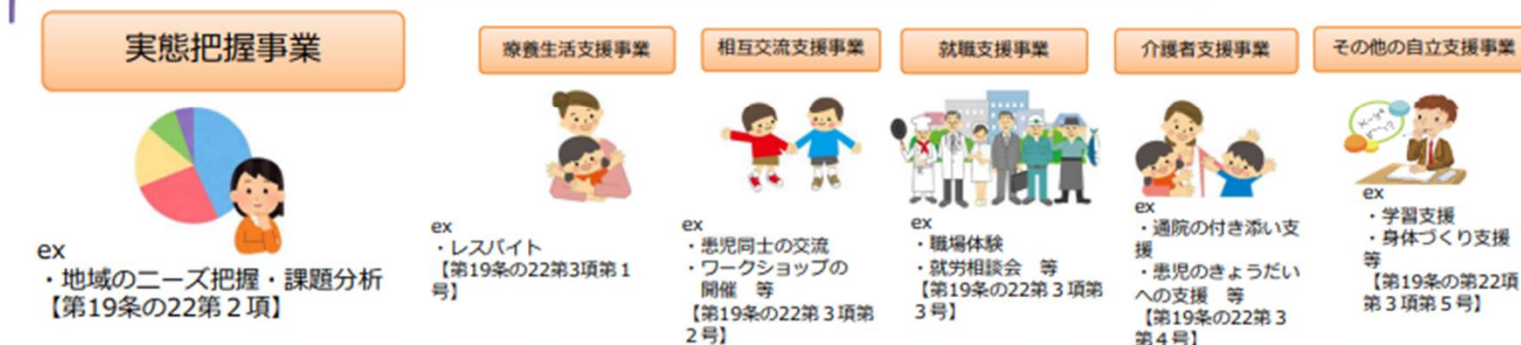 実態把握事業
ex
・地域のニーズ把握・課題分析
【第19条の22第２項】
療養生活支援事業
ex
・レスパイト
【第19条の22第3項第１
号】
相互交流支援事業
ex
・患児同士の交流
・ワークショップの
開催　等
【第19条の22第３項第
２号】
就職支援事業
ex
・職場体験
・就労相談会　等
【第19条の22第３項第
３号】
介護者支援事業
ex
・通院の付き添い支
援
・患児のきょうだい
への支援　等
【第19条の22第３
第４号】
その他の自立支援事業
ex
・学習支援
・身体づくり支援
等
【第19条の第22項
第３項第５号】